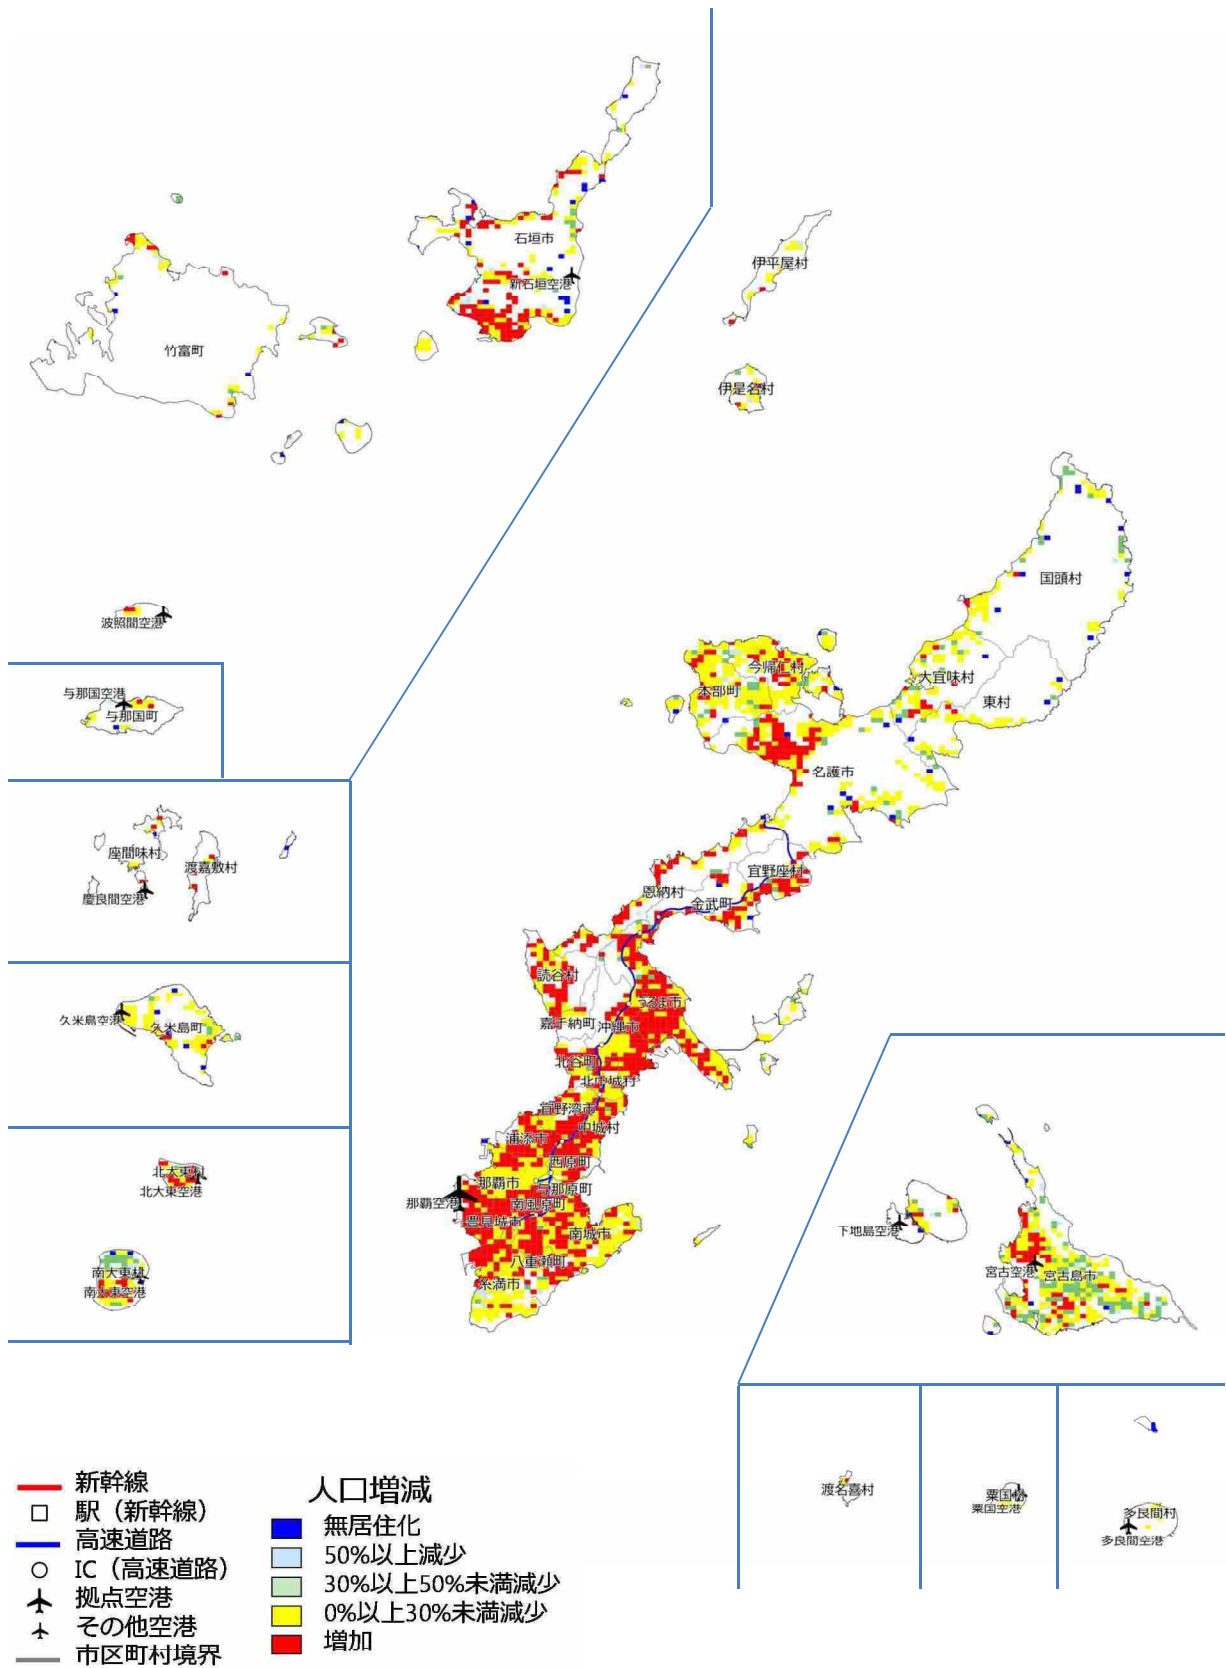 石垣市
新石垣空港
竹富町
波照間空港
与那国空港
与那国町
伊平屋村
伊是名村
国頭村
大宜味村
東村
今帰仁村
本部町
名護市
宜野座村
恩納村
金武町
読谷村
うるま市
嘉手納町
沖縄市
北谷町
北中城村
宜野湾市
中城村
浦添市
西原町
那覇市
与那原町
那覇空港
南風原町
豊見城市
南城市
八重瀬町
糸満市
座間味村
渡嘉敷村
慶良間空港
久米島空港
久米島町
北大東村
北大東空港
南大東村
南大東空港
下地島空港
宮古空港
宮古島市
渡名喜村
粟国村
粟国空港
多良間村
多良間空港
新幹線
駅（新幹線）
高速道路
IC（高速道路）
拠点空港
その他空港
市区町村境界
人口増減
無居住化
50%以上減少
30%以上50%未満減少
0%以上30%未満減少
増加